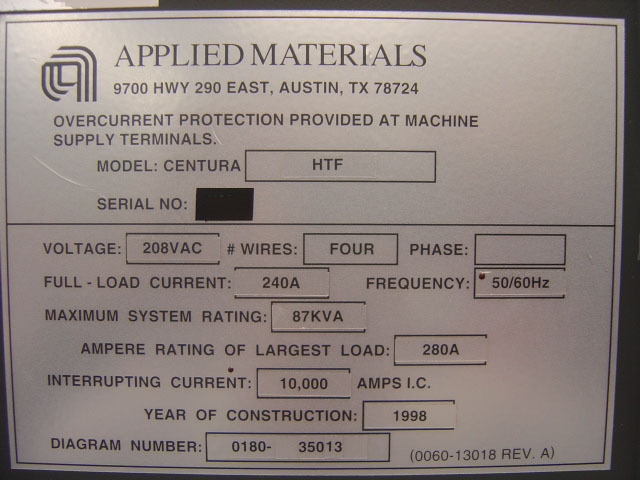 APPLIED MATERIALS
9700 HWY 290 EAST, AUSTIN, TX 78724
OVERCURRENT PROTECTION PROVIDED AT MACHINE
SUPPLY TERMINALS.
MODEL: CENTURA HTF
SERIAL NO:
VOLTAGE: 208VAC # WIRES: FOUR PHASE:
FULL - LOAD CURRENT: 240A FREQUENCY: 50/60Hz
MAXIMUM SYSTEM RATING: 87KVA
AMPERE RATING OF LARGEST LOAD: 280A
INTERRUPTING CURRENT: 10,000 AMPS I.C.
YEAR OF CONSTRUCTION: 1998
DIAGRAM NUMBER: 0180- 35013 (0060-13018 REV. A)